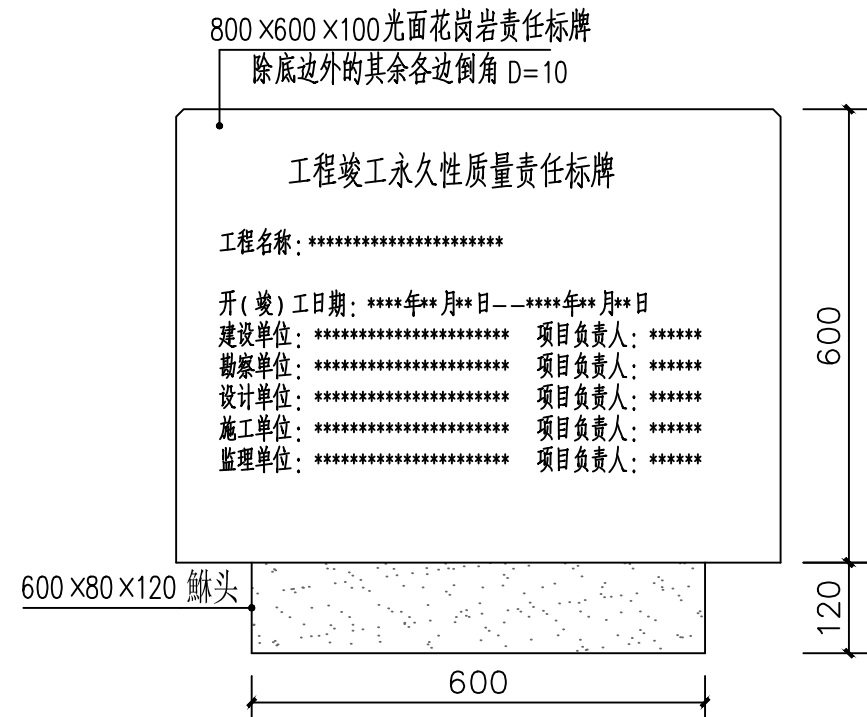 800×600×100光面花岗岩责任标牌
除底边外的其余各边倒角 D=10
工程竣工永久性质量责任标牌
工程名称: **********************
开(竣)工日期: ****年**月**日--****年**月**日
建设单位: ********************** 项目负责人: ******
勘察单位: ********************** 项目负责人: ******
设计单位: ********************** 项目负责人: ******
施工单位: ********************** 项目负责人: ******
监理单位: ********************** 项目负责人: ******
600
600×80×120 鮴头
120
600